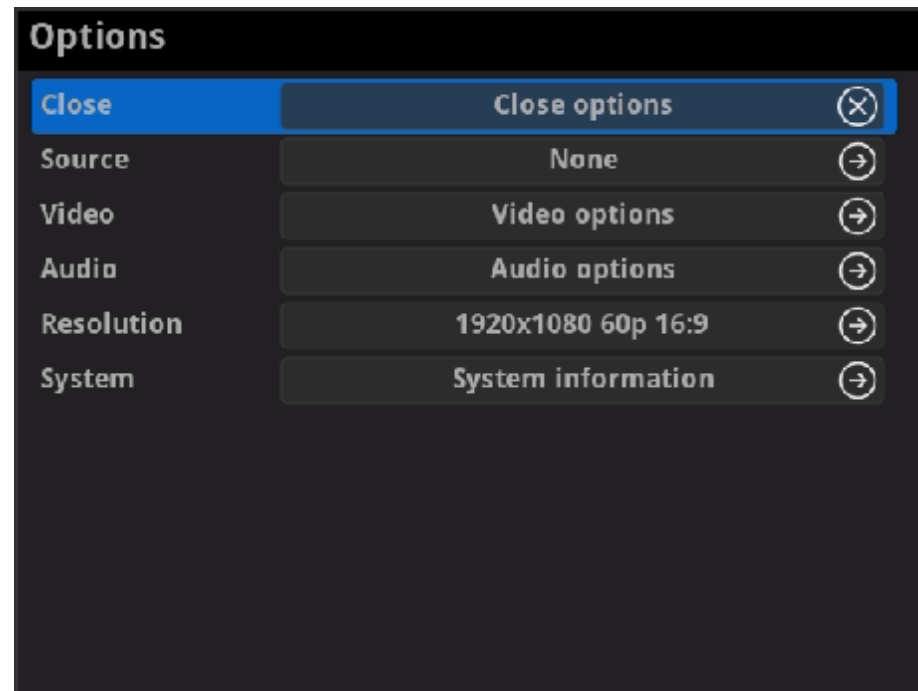 Options
Close Close options
Source None
Video Video options
Audio Audio options
Resolution 1920x1080 60p 16:9
System System information